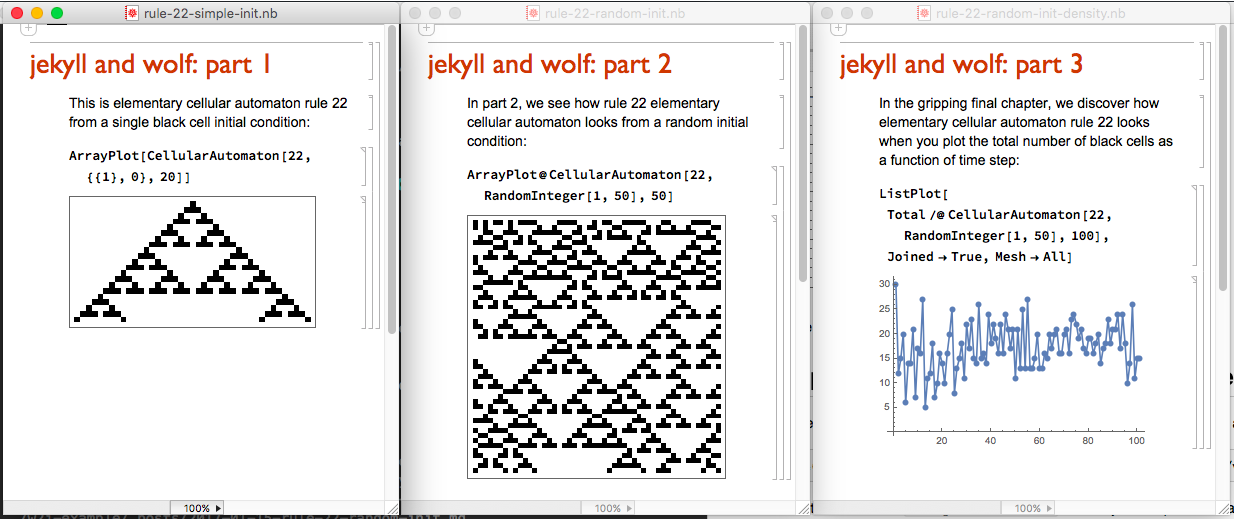 rule-22-simple-init.nb
jekyll and wolf: part 1
This is elementary cellular automaton rule 22
from a single black cell initial condition:
ArrayPlot[CellularAutomaton[22,
{{1}, 0}, 20]]
100%
rule-22-random-init.nb
jekyll and wolf: part 2
In part 2, we see how rule 22 elementary
cellular automaton looks from a random initial
condition:
ArrayPlot@CellularAutomaton[22,
RandomInteger[1, 50], 50]
100%
rule-22-random-init-density.nb
jekyll and wolf: part 3
In the gripping final chapter, we discover how
elementary cellular automaton rule 22 looks
when you plot the total number of black cells as
a function of time step:
ListPlot[
Total /@ CellularAutomaton[22,
RandomInteger[1, 50], 100],
Joined → True, Mesh → All]
30
25
20
15
10
5
20 40 60 80 100
100%